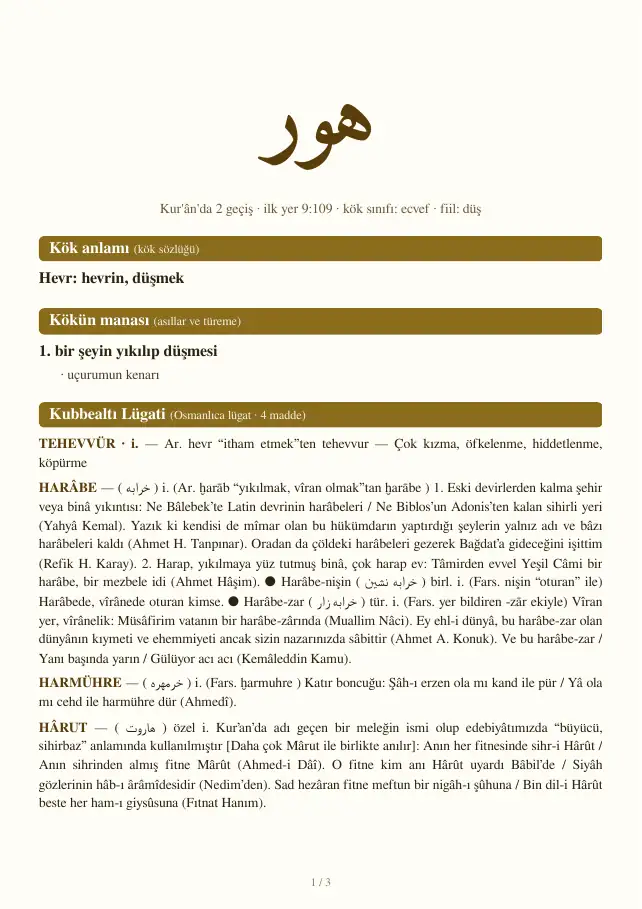 هور
Kur'ân'da 2 geçiş · ilk yer 9:109 · kök sınıfı: ecvef · fiil: düş
Kök anlamı (kök sözlüğü)
Hevr: hevrin, düşmek
Kökün manası (asıllar ve türeme)
1. bir şeyin yıkılıp düşmesi
· uçurumun kenarı
Kubbealtı Lügati (Osmanlıca lügat · 4 madde)
TEHEVVÜR · i. — Ar. hevr “itham etmek”ten tehevvur — Çok kızma, öfkelenme, hiddetlenme,
köpürme
HARÂBE — ( خرابه ) i. (Ar. ḫarāb “yıkılmak, vîran olmak”tan ḫarābe ) 1. Eski devirlerden kalma şehir
veya binâ yıkıntısı: Ne Bâlebek’te Latin devrinin harâbeleri / Ne Biblos’un Adonis’ten kalan sihirli yeri
(Yahyâ Kemal). Yazık ki kendisi de mîmar olan bu hükümdarın yaptırdığı şeylerin yalnız adı ve bâzı
harâbeleri kaldı (Ahmet H. Tanpınar). Oradan da çöldeki harâbeleri gezerek Bağdat’a gideceğini işittim
(Refik H. Karay). 2. Harap, yıkılmaya yüz tutmuş binâ, çok harap ev: Tâmirden evvel Yeşil Câmi bir
harâbe, bir mezbele idi (Ahmet Hâşim). ● Harâbe-nişin ( خرابه نشين ) birl. i. (Fars. nişіn “oturan” ile)
Harâbede, vîrânede oturan kimse. ● Harâbe-zar ( خرابه زار ) tür. i. (Fars. yer bildiren -zār ekiyle) Vîran
yer, vîrânelik: Müsâfirim vatanın bir harâbe-zârında (Muallim Nâci). Ey ehl-i dünyâ, bu harâbe-zar olan
dünyânın kıymeti ve ehemmiyeti ancak sizin nazarınızda sâbittir (Ahmet A. Konuk). Ve bu harâbe-zar /
Yanı başında yarın / Gülüyor acı acı (Kemâleddin Kamu).
HARMÜHRE — ( خرمهره ) i. (Fars. ḫarmuhre ) Katır boncuğu: Şâh-ı erzen ola mı kand ile pür / Yâ ola
mı cehd ile harmühre dür (Ahmedî).
HÂRUT — ( هاروت ) özel i. Kur’an’da adı geçen bir meleğin ismi olup edebiyâtımızda “büyücü,
sihirbaz” anlamında kullanılmıştır [Daha çok Mârut ile birlikte anılır]: Anın her fitnesinde sihr-i Hârût /
Anın sihrinden almış fitne Mârût (Ahmed-i Dâî). O fitne kim anı Hârût uyardı Bâbil’de / Siyâh
gözlerinin hâb-ı ârâmîdesidir (Nedim’den). Sad hezâran fitne meftun bir nigâh-ı şûhuna / Bin dil-i Hârût
beste her ham-ı giysûsuna (Fıtnat Hanım).
1 / 3